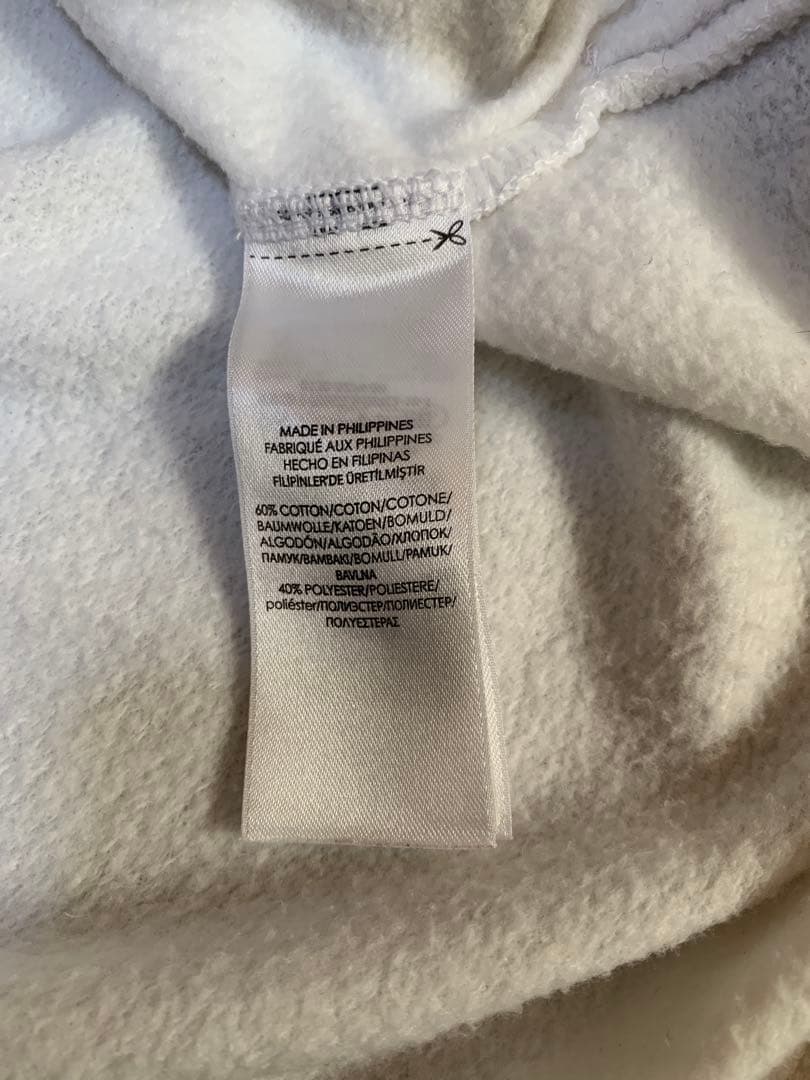 MADE IN PHILIPPINES
FABRIQUÉ AUX PHILIPPINES
HECHO EN FILIPINAS
FİLİPİNLER'DE ÜRETİLMİŞTİR
60% COTTON/COTON/COTONE/
BAUMWOLLE/KATOEN/BOMULD/
ALGODÓN/ALGODÃO/ХЛОПОК/
ПАМУК/ΒΑΜΒΑΚΙ/BOMULL/PAMUK/
BAVLNA
40% POLYESTER/POLIESTERE/
poliéster/ПОЛИЭСТЕР/ПОЛИЕСТЕР/
ΠΟΛΥΕΣΤΕΡΑΣ